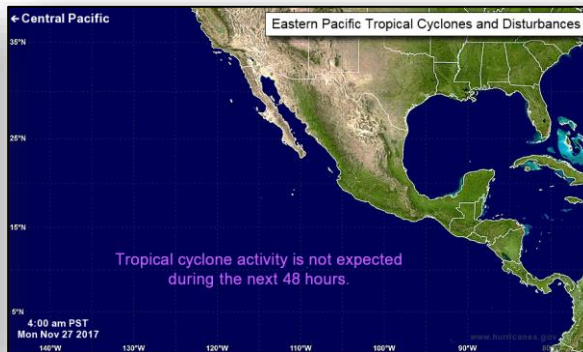 ←Central Pacific
Eastern Pacific Tropical Cyclones and Disturbances
35°N
25°N
15°N
Tropical cyclone activity is not expected
during the next 48 hours.
5°N
4:00 am PST
Mon Nov 27 2017
www.hurricanes.gov
140°W 130°W 120°W 110°W 100°W 90°W 80°W